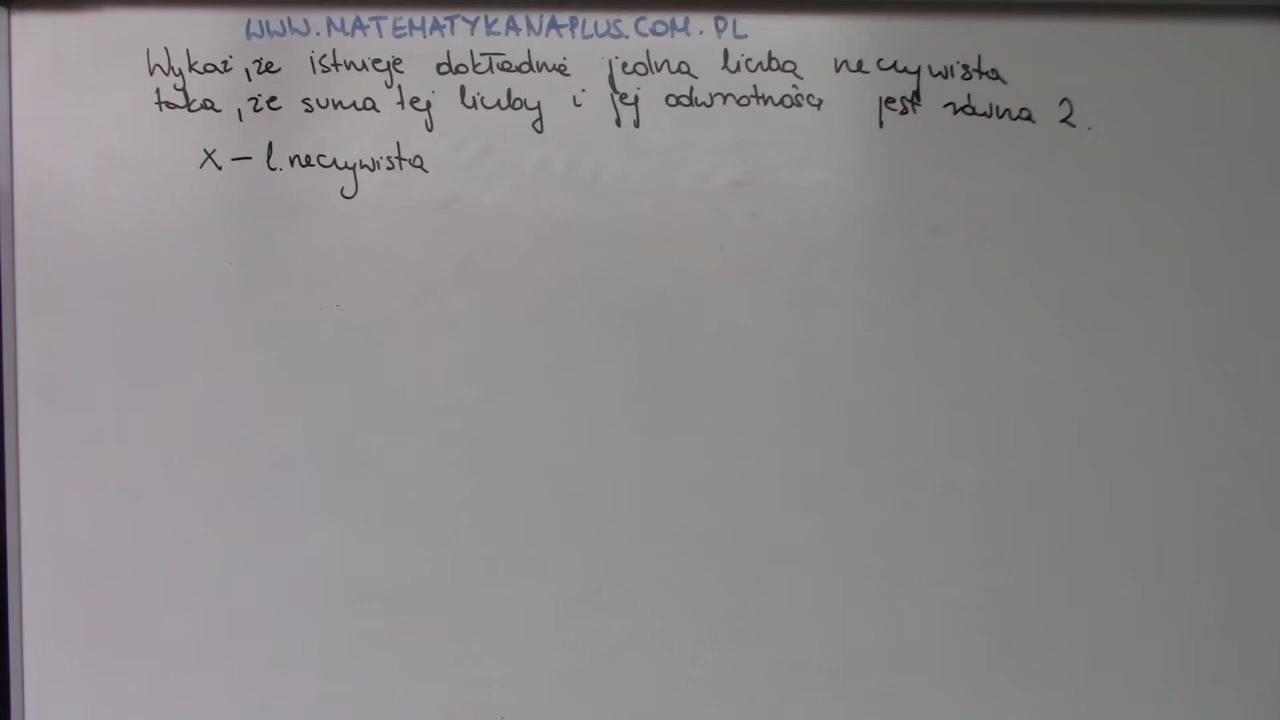 WWW.MATEMATYKANAPLUS.COM.PL
Wykaż, że istnieje dokładnie jedna liczba rzeczywista
taka, że suma tej liczby i jej odwrotności jest równa 2.
x – l. rzeczywista